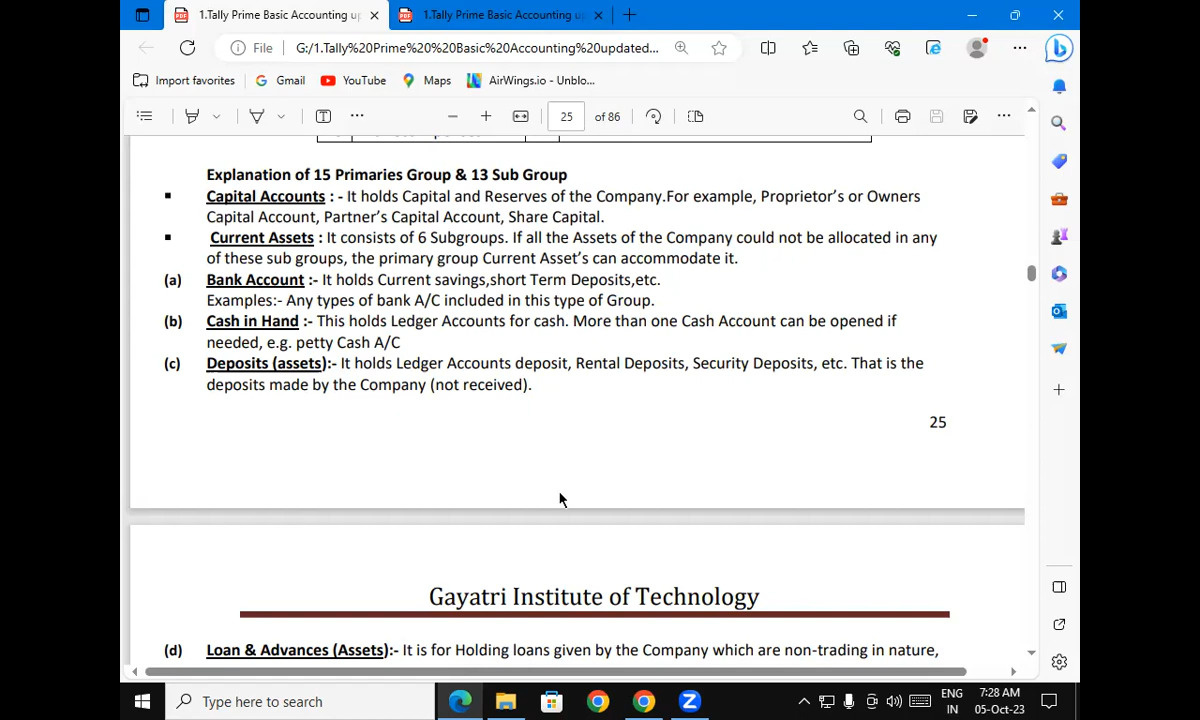 1.Tally Prime Basic Accounting up
1.Tally Prime Basic Accounting up
File
G:/1.Tally%20Prime%20%20Basic%20Accounting%20updated...
Import favorites
Gmail
YouTube
Maps
AirWings.io - Unblo...
25
of 86
Explanation of 15 Primaries Group & 13 Sub Group
▪ Capital Accounts : - It holds Capital and Reserves of the Company.For example, Proprietor’s or Owners
Capital Account, Partner’s Capital Account, Share Capital.
▪ Current Assets : It consists of 6 Subgroups. If all the Assets of the Company could not be allocated in any
of these sub groups, the primary group Current Asset’s can accommodate it.
(a) Bank Account :- It holds Current savings,short Term Deposits,etc.
Examples:- Any types of bank A/C included in this type of Group.
(b) Cash in Hand :- This holds Ledger Accounts for cash. More than one Cash Account can be opened if
needed, e.g. petty Cash A/C
(c) Deposits (assets):- It holds Ledger Accounts deposit, Rental Deposits, Security Deposits, etc. That is the
deposits made by the Company (not received).
25
Gayatri Institute of Technology
(d) Loan & Advances (Assets):- It is for Holding loans given by the Company which are non-trading in nature,
Type here to search
ENG
IN
7:28 AM
05-Oct-23